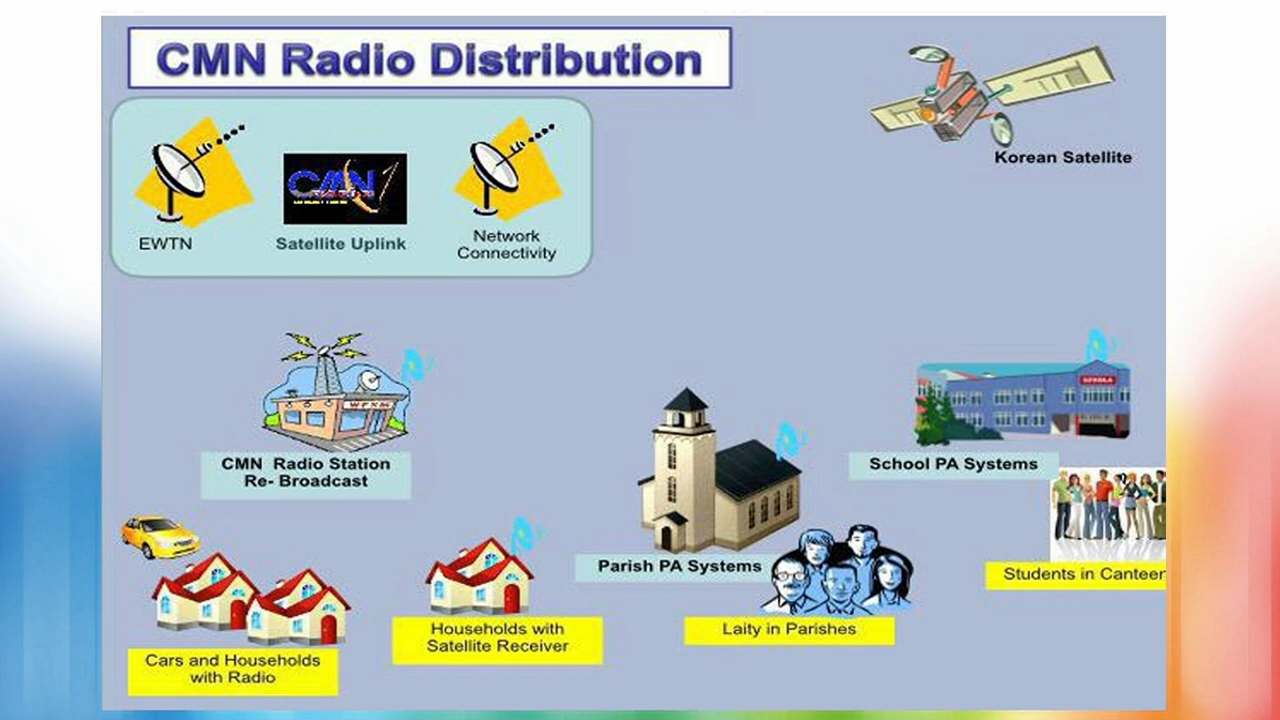 CMN Radio Distribution
Korean Satellite
CMN
EWTN
Satellite Uplink
Network
Connectivity
CMN Radio Station
Re- Broadcast
School PA Systems
Parish PA Systems
Students in Canteen
Households with
Satellite Receiver
Laity in Parishes
Cars and Households
with Radio